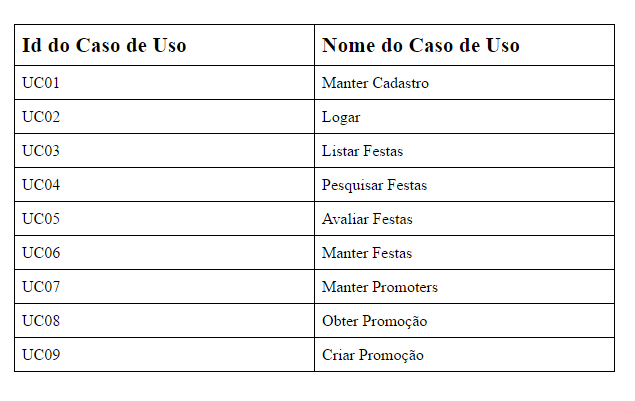 Id do Caso de Uso Nome do Caso de Uso
UC01 Manter Cadastro
UC02 Logar
UC03 Listar Festas
UC04 Pesquisar Festas
UC05 Avaliar Festas
UC06 Manter Festas
UC07 Manter Promoters
UC08 Obter Promoção
UC09 Criar Promoção